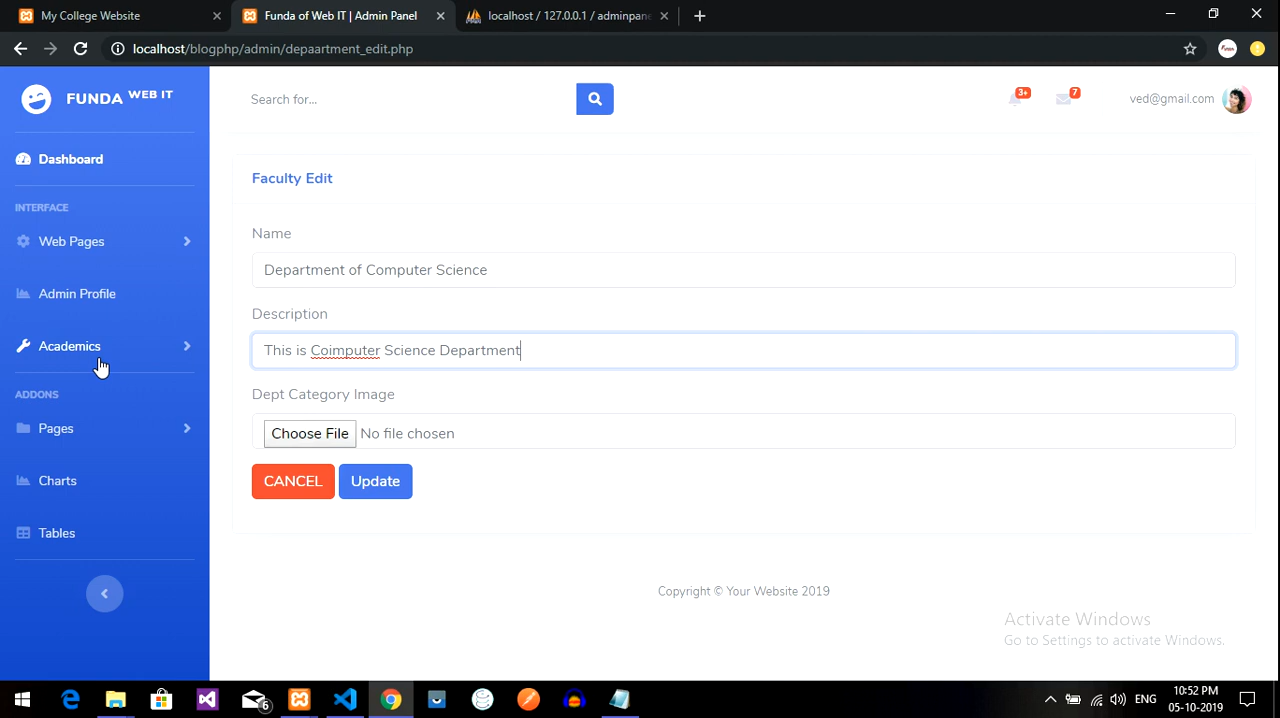 My College Website
Funda of Web IT | Admin Panel
localhost / 127.0.0.1 / adminpane
localhost/blogphp/admin/depaartment_edit.php
FUNDA WEB IT
Search for...
3+
7
ved@gmail.com
Dashboard
INTERFACE
Web Pages
Admin Profile
Academics
ADDONS
Pages
Charts
Tables
Faculty Edit
Name
Department of Computer Science
Description
This is Coimputer Science Department
Dept Category Image
Choose File No file chosen
CANCEL Update
Copyright © Your Website 2019
Activate Windows
Go to Settings to activate Windows.
6
ENG
10:52 PM
05-10-2019